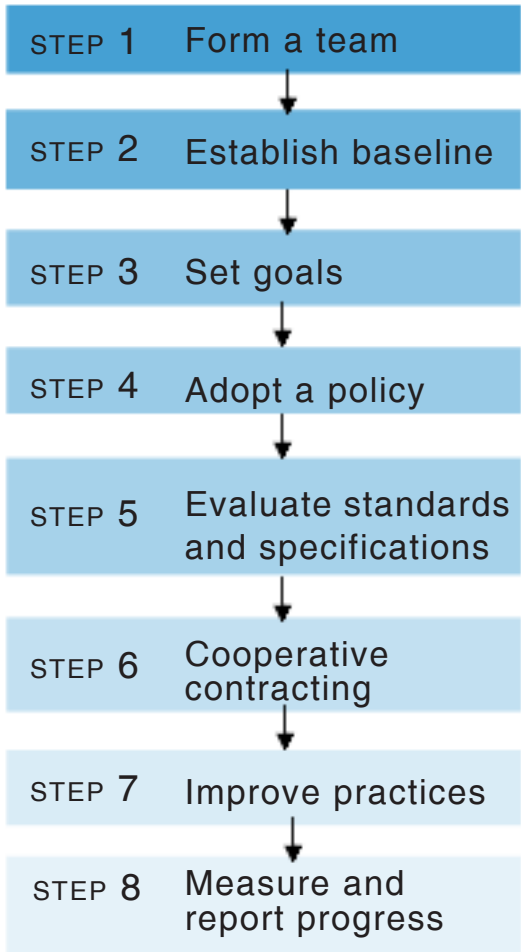 STEP 1 Form a team
STEP 2 Establish baseline
STEP 3 Set goals
STEP 4 Adopt a policy
STEP 5 Evaluate standards
and specifications
STEP 6 Cooperative
contracting
STEP 7 Improve practices
STEP 8 Measure and
report progress